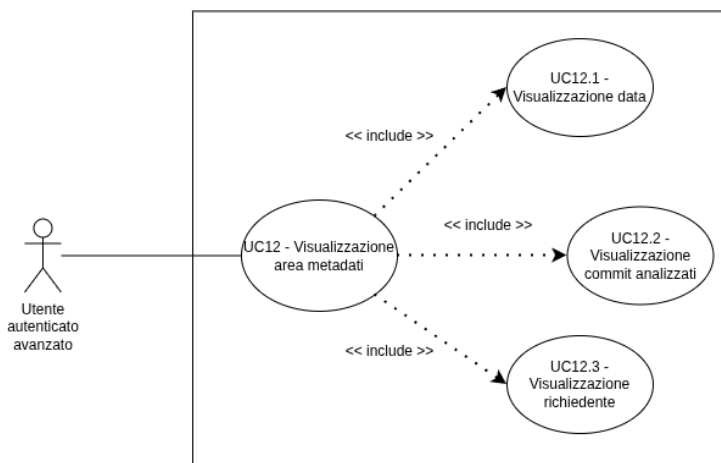 UC12.1 -
Visualizzazione data
<< include >>
UC12 - Visualizzazione
area metadati
<< include >>
UC12.2 -
Visualizzazione
commit analizzati
Utente
autenticato
avanzato
<< include >>
UC12.3 -
Visualizzazione
richiedente